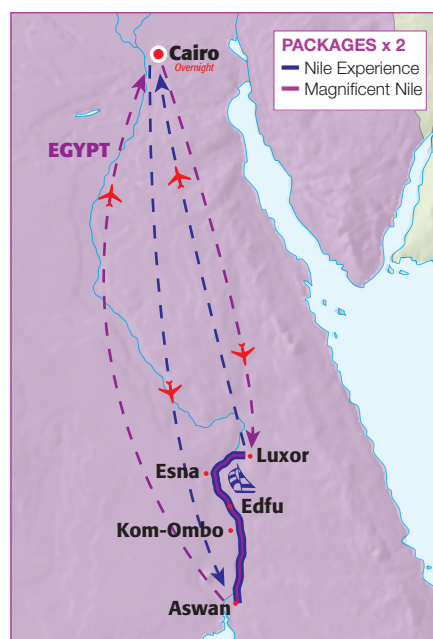 Cairo
Overnight
PACKAGES x 2
Nile Experience
Magnificent Nile
EGYPT
Luxor
Esna
Edfu
Kom-Ombo
Aswan